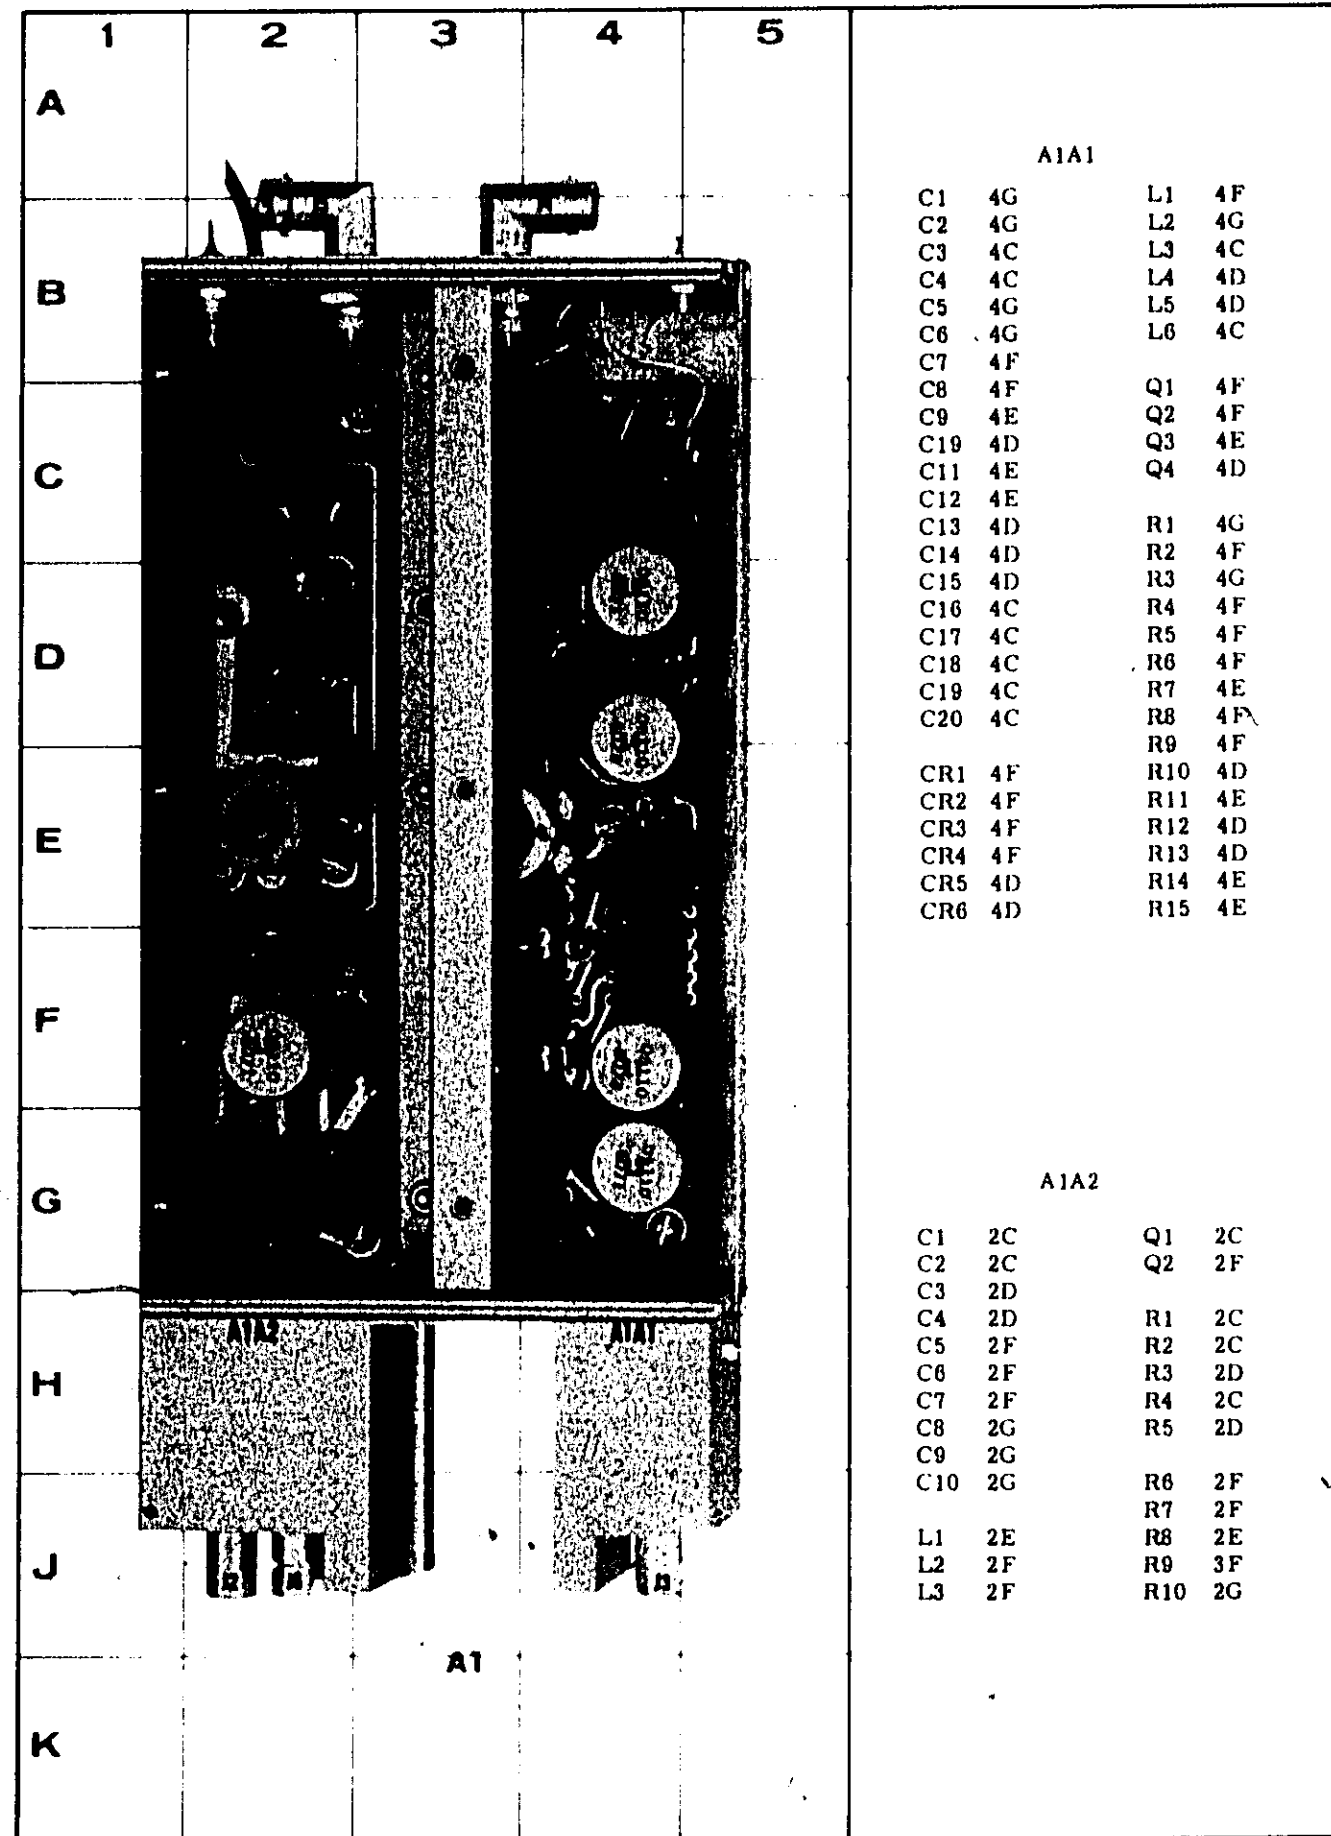 1 2 3 4 5
A
B
C
D
E
F
G
H
J
K
A1A2
A1A1
J2
J3
A1
A1A1
C1 4G L1 4F
C2 4G L2 4G
C3 4C L3 4C
C4 4C L4 4D
C5 4G L5 4D
C6 4G L6 4C
C7 4F
C8 4F Q1 4F
C9 4E Q2 4F
C19 4D Q3 4E
C11 4E Q4 4D
C12 4E
C13 4D R1 4G
C14 4D R2 4F
C15 4D R3 4G
C16 4C R4 4F
C17 4C R5 4F
C18 4C R6 4F
C19 4C R7 4E
C20 4C R8 4F
R9 4F
CR1 4F R10 4D
CR2 4F R11 4E
CR3 4F R12 4D
CR4 4F R13 4D
CR5 4D R14 4E
CR6 4D R15 4E
A1A2
C1 2C Q1 2C
C2 2C Q2 2F
C3 2D
C4 2D R1 2C
C5 2F R2 2C
C6 2F R3 2D
C7 2F R4 2C
C8 2G R5 2D
C9 2G
C10 2G R6 2F
R7 2F
L1 2E R8 2E
L2 2F R9 3F
L3 2F R10 2G